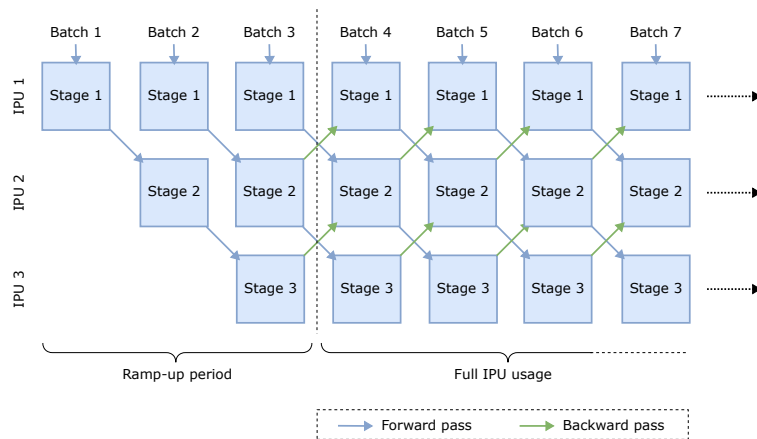 Batch 1 Batch 2 Batch 3 Batch 4 Batch 5 Batch 6 Batch 7
IPU 1 Stage 1 Stage 1 Stage 1 Stage 1 Stage 1 Stage 1 Stage 1
IPU 2 Stage 2 Stage 2 Stage 2 Stage 2 Stage 2 Stage 2
IPU 3 Stage 3 Stage 3 Stage 3 Stage 3 Stage 3
Ramp-up period Full IPU usage
Forward pass Backward pass